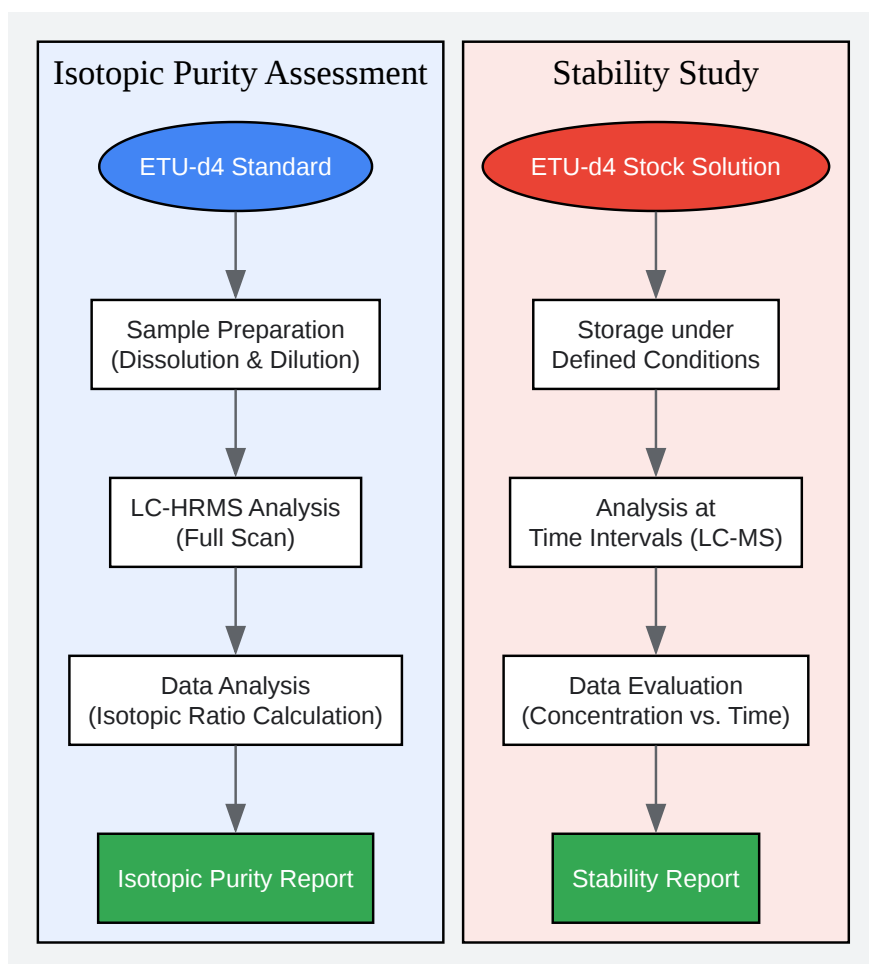 Isotopic Purity Assessment
ETU-d4 Standard
Sample Preparation
(Dissolution & Dilution)
LC-HRMS Analysis
(Full Scan)
Data Analysis
(Isotopic Ratio Calculation)
Isotopic Purity Report
Stability Study
ETU-d4 Stock Solution
Storage under
Defined Conditions
Analysis at
Time Intervals (LC-MS)
Data Evaluation
(Concentration vs. Time)
Stability Report